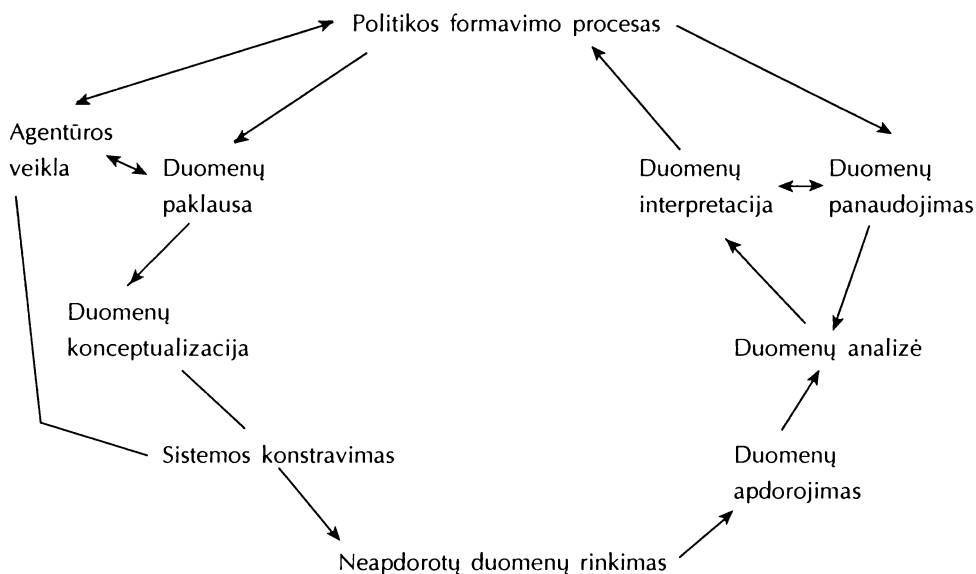 Politikos formavimo procesas
Agentūros
veikla
Duomenų
paklausa
Duomenų
interpretacija
Duomenų
panaudojimas
Duomenų
konceptualizacija
Duomenų analizė
Sistemos konstravimas
Duomenų
apdorojimas
Neapdorotų duomenų rinkimas